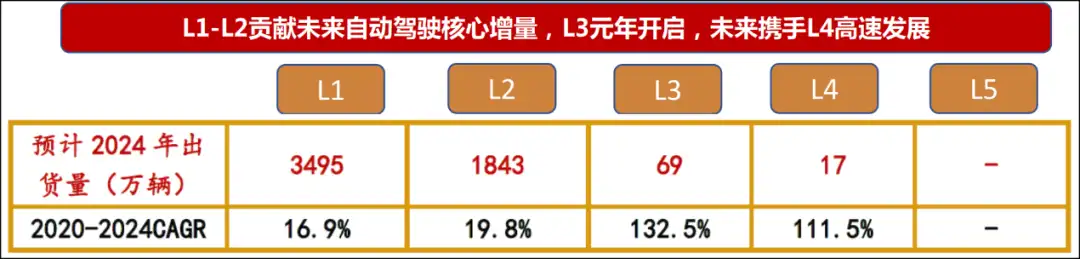 L1-L2贡献未来自动驾驶核心增量，L3元年开启，未来携手L4高速发展
L1 L2 L3 L4 L5
预计 2024 年出
货量（万辆） 3495 1843 69 17 -
2020-2024CAGR 16.9% 19.8% 132.5% 111.5% -